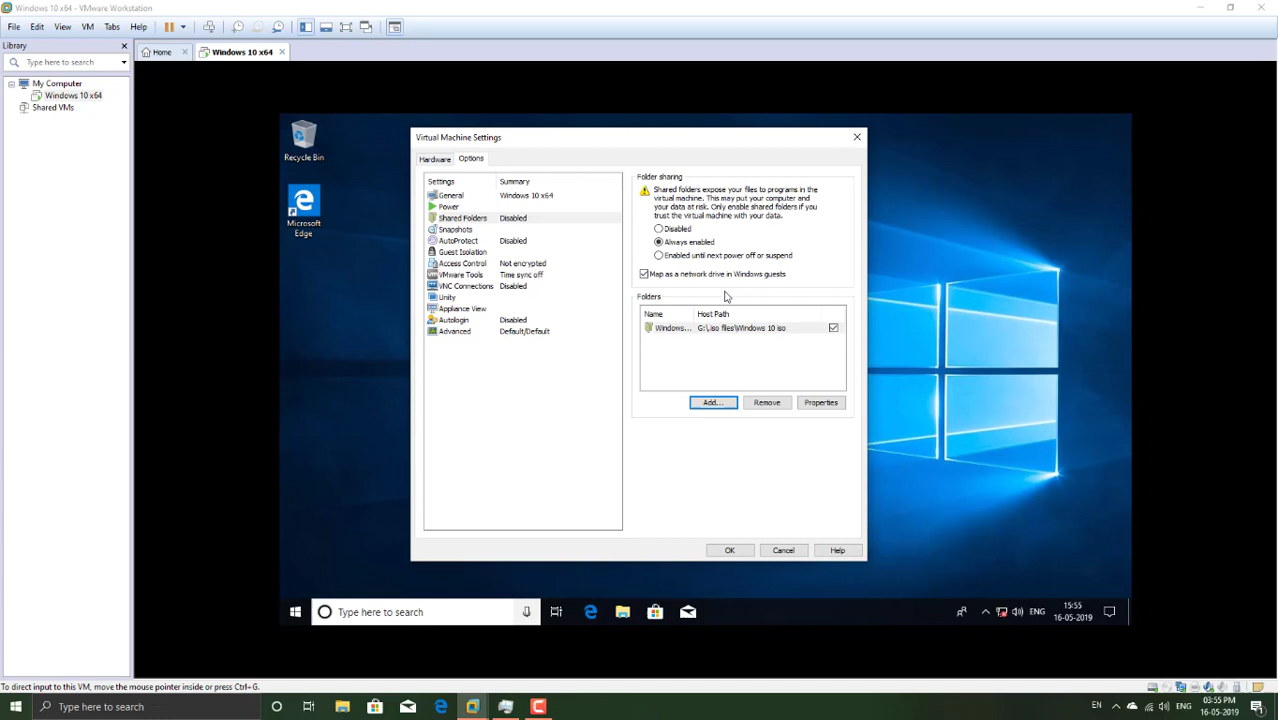 Windows 10 x64 - VMware Workstation
File Edit View VM Tabs Help
Library
Type here to search
My Computer
Windows 10 x64
Shared VMs
Home
Windows 10 x64
Recycle Bin
Microsoft
Edge
Virtual Machine Settings
Hardware Options
Settings Summary
General Windows 10 x64
Power
Shared Folders Disabled
Snapshots
AutoProtect Disabled
Guest Isolation
Access Control Not encrypted
VMware Tools Time sync off
VNC Connections Disabled
Unity
Appliance View
Autologin Disabled
Advanced Default/Default
Folder sharing
Shared folders expose your files to programs in the
virtual machine. This may put your computer and
your data at risk. Only enable shared folders if you
trust the virtual machine with your data.
Disabled
Always enabled
Enabled until next power off or suspend
Map as a network drive in Windows guests
Folders
Name Host Path
Windows... G:\.iso files\Windows 10 iso
Add... Remove Properties
OK Cancel Help
Type here to search
ENG
15:55
16-05-2019
To direct input to this VM, move the mouse pointer inside or press Ctrl+G.
Type here to search
EN
ENG
03:55 PM
16-05-2019
1